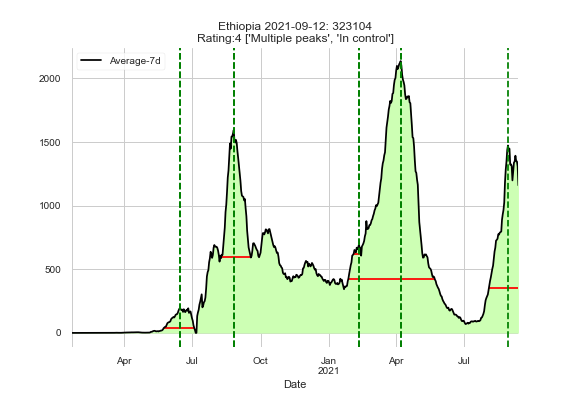 Ethiopia 2021-09-12: 323104
Rating:4 ['Multiple peaks', 'In control']
Average-7d
2000
1500
1000
500
0
Apr
Jul
Oct
Jan
2021
Apr
Jul
Date